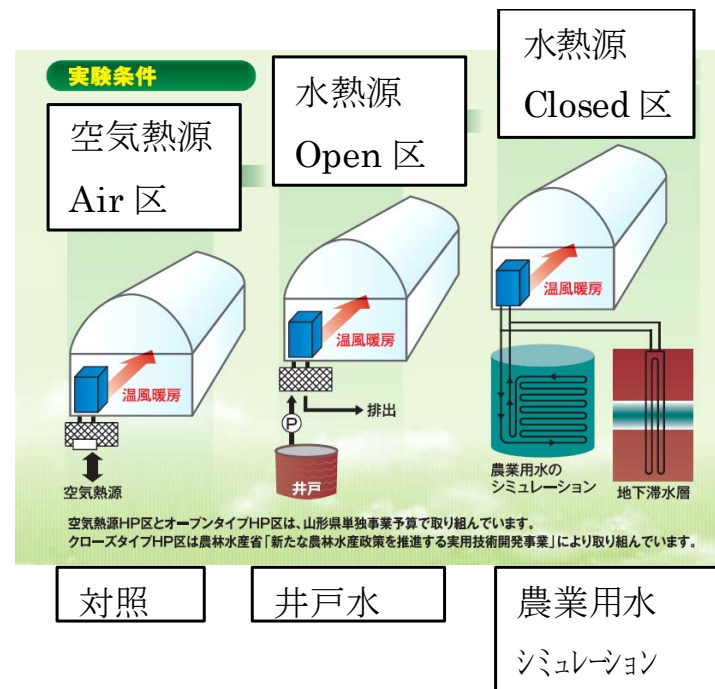 実験条件
空気熱源
Air 区
水熱源
Open 区
水熱源
Closed 区
温風暖房
温風暖房
温風暖房
空気熱源
P
排出
井戸
農業用水の
シミュレーション
地下滞水層
空気熱源HP区とオープンタイプHP区は、山形県単独事業予算で取り組んでいます。
クローズタイプHP区は農林水産省「新たな農林水産政策を推進する実用技術開発事業」により取り組んでいます。
対照
井戸水
農業用水
シミュレーション